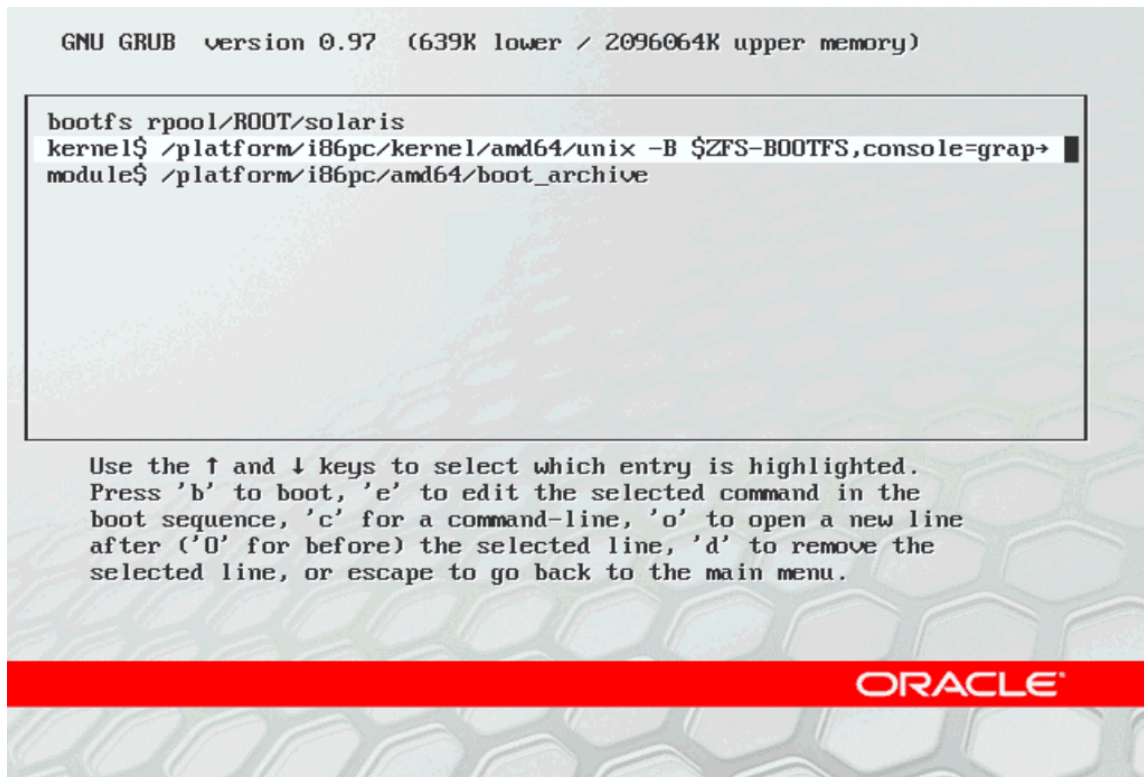 GNU GRUB version 0.97 (639K lower / 2096064K upper memory)
bootfs rpool/ROOT/solaris
kernel$ /platform/i86pc/kernel/amd64/unix -B $ZFS-BOOTFS,console=grap→
module$ /platform/i86pc/amd64/boot_archive
Use the ↑ and ↓ keys to select which entry is highlighted.
Press 'b' to boot, 'e' to edit the selected command in the
boot sequence, 'c' for a command-line, 'o' to open a new line
after ('O' for before) the selected line, 'd' to remove the
selected line, or escape to go back to the main menu.
ORACLE